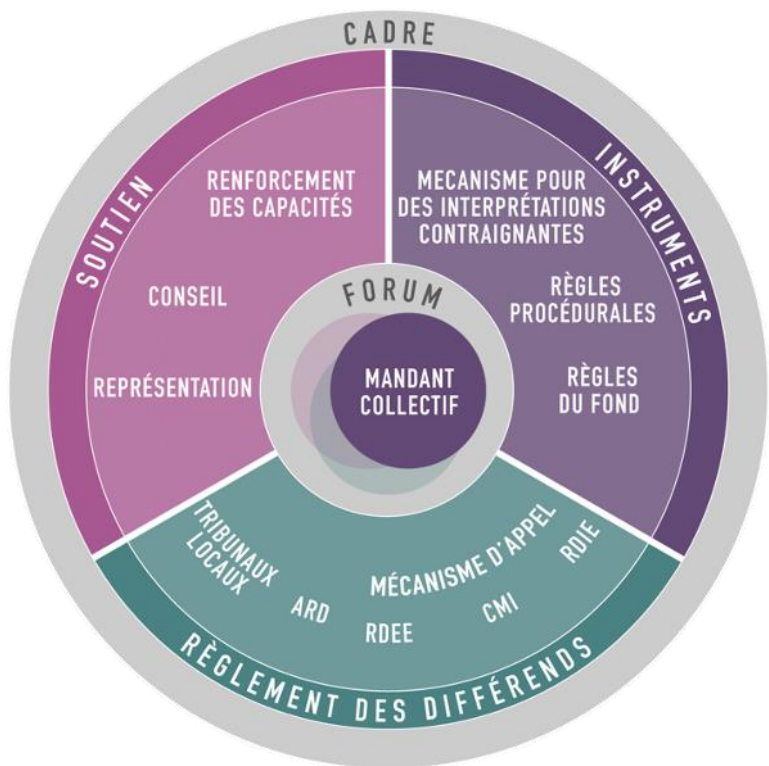 CADRE
SOUTIEN
RENFORCEMENT
DES CAPACITÉS
CONSEIL
REPRÉSENTATION
INSTRUMENTS
MECANISME POUR
DES INTERPRÉTATIONS
CONTRAIGNANTES
RÈGLES
PROCÉDURALES
RÈGLES
DU FOND
FORUM
MANDANT
COLLECTIF
TRIBUNAUX
LOCAUX
ARD
RDEE
MÉCANISME D'APPEL
CMI
RDIE
RÈGLEMENT DES DIFFÉRENDS